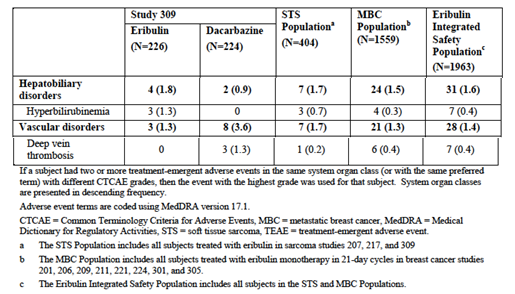 Study 309
STS Populationᵃ (N=404)
MBC Populationᵇ (N=1559)
Eribulin Integrated Safety Populationᶜ (N=1963)
Eribulin (N=226)
Dacarbazine (N=224)
Hepatobiliary disorders 4 (1.8) 2 (0.9) 7 (1.7) 24 (1.5) 31 (1.6)
Hyperbilirubinemia 3 (1.3) 0 3 (0.7) 4 (0.3) 7 (0.4)
Vascular disorders 3 (1.3) 8 (3.6) 7 (1.7) 21 (1.3) 28 (1.4)
Deep vein thrombosis 0 3 (1.3) 1 (0.2) 6 (0.4) 7 (0.4)
If a subject had two or more treatment-emergent adverse events in the same system organ class (or with the same preferred
term) with different CTCAE grades, then the event with the highest grade was used for that subject. System organ classes
are presented in descending frequency.
Adverse event terms are coded using MedDRA version 17.1.
CTCAE = Common Terminology Criteria for Adverse Events, MBC = metastatic breast cancer, MedDRA = Medical
Dictionary for Regulatory Activities, STS = soft tissue sarcoma, TEAE = treatment-emergent adverse event.
a The STS Population includes all subjects treated with eribulin in sarcoma studies 207, 217, and 309
b The MBC Population includes all subjects treated with eribulin monotherapy in 21-day cycles in breast cancer studies
201, 206, 209, 211, 221, 224, 301, and 305.
c The Eribulin Integrated Safety Population includes all subjects in the STS and MBC Populations.